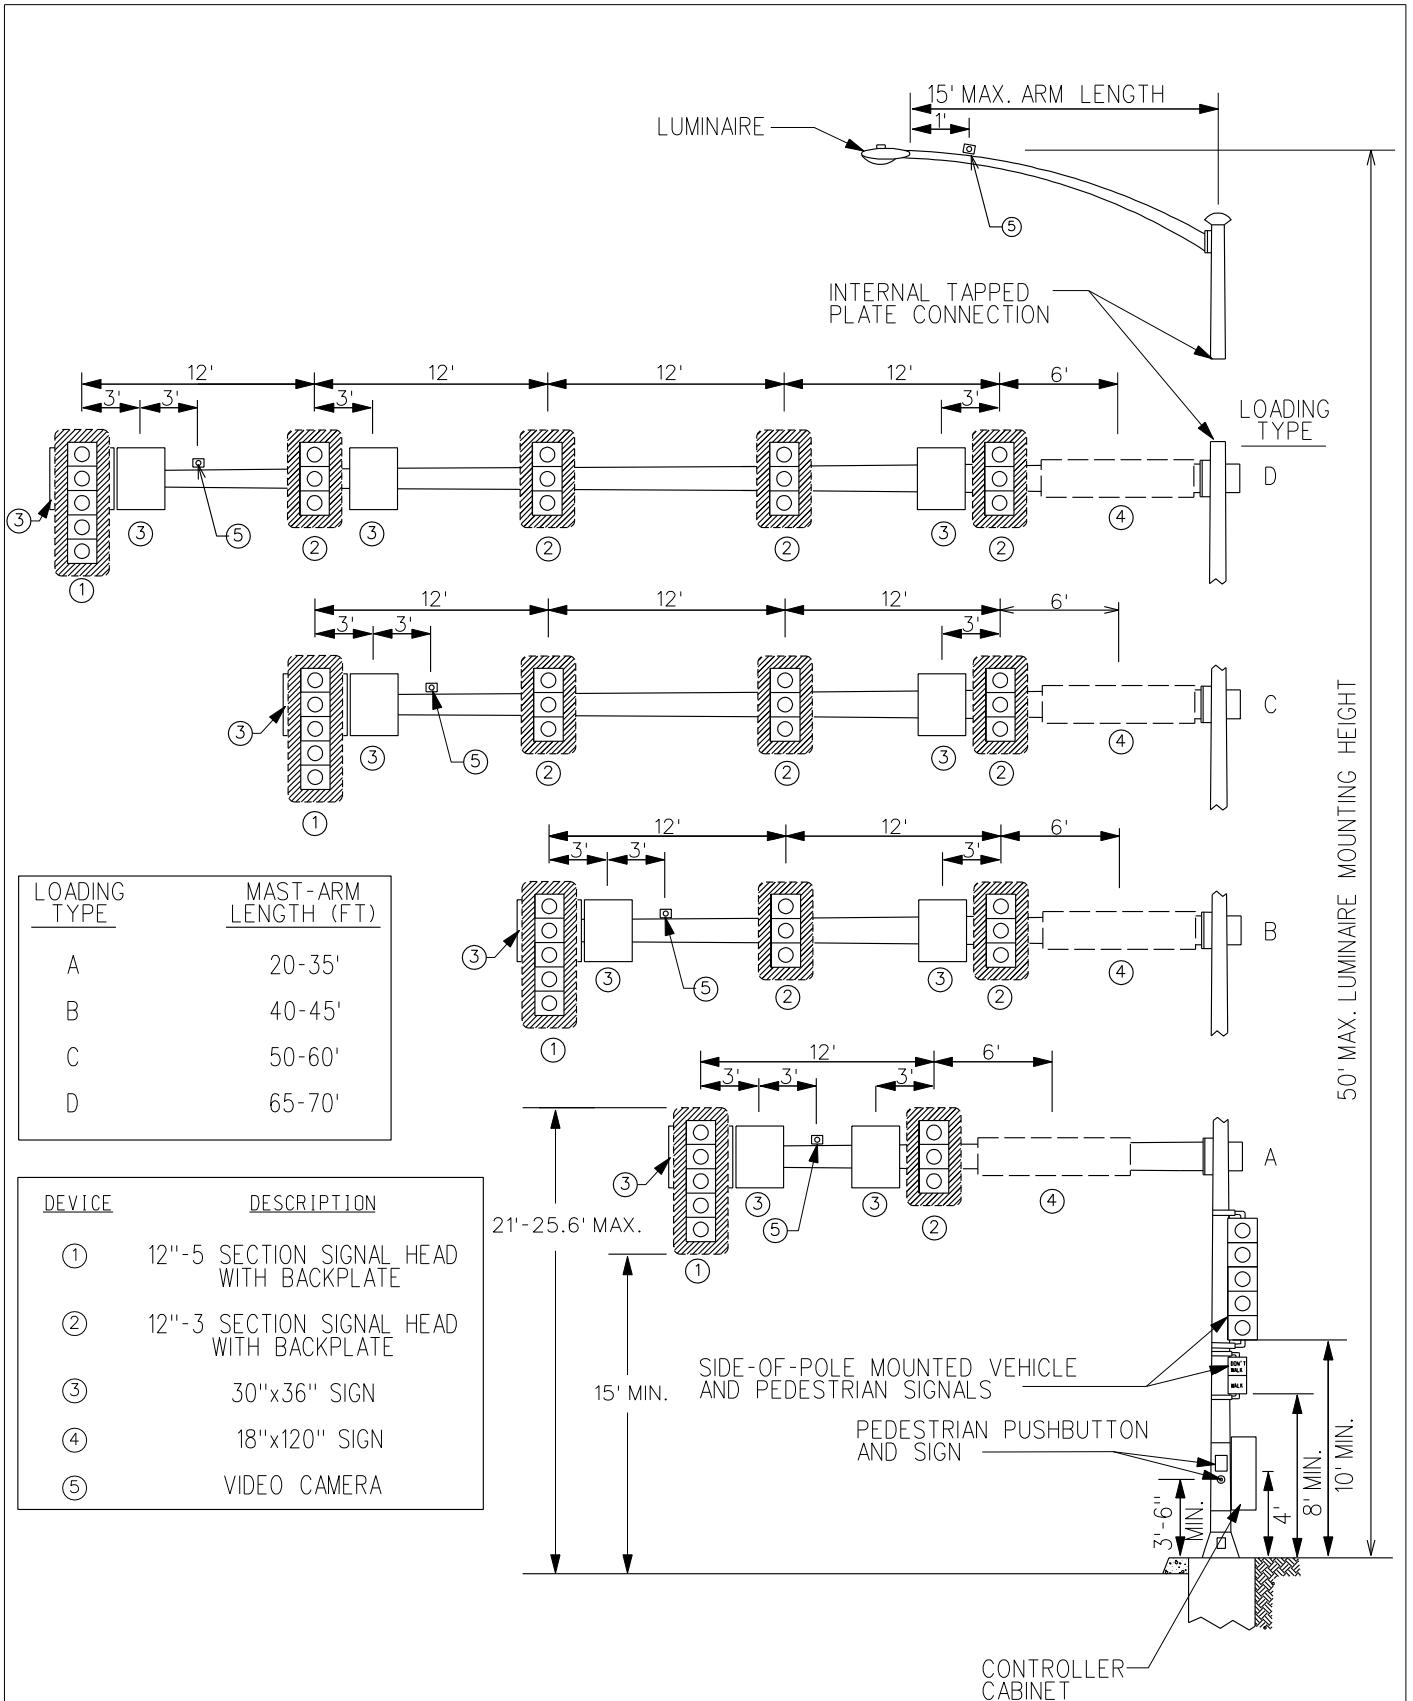 15' MAX. ARM LENGTH
1'
LUMINAIRE
5
INTERNAL TAPPED
PLATE CONNECTION
12'
12'
12'
12'
6'
3'
3'
3'
3'
LOADING
TYPE
D
3
3
5
2
3
2
2
3
2
4
1
12'
12'
12'
6'
3'
3'
3'
C
3
3
5
2
2
3
2
4
1
50' MAX. LUMINAIRE MOUNTING HEIGHT
12'
12'
6'
3'
3'
3'
B
3
3
5
2
3
2
4
1
LOADING
TYPE
MAST-ARM
LENGTH (FT)
A 20-35'
B 40-45'
C 50-60'
D 65-70'
12'
6'
3'
3'
3'
A
3
3
5
3
2
4
1
21'-25.6' MAX.
15' MIN.
DEVICE DESCRIPTION
1 12"-5 SECTION SIGNAL HEAD
WITH BACKPLATE
2 12"-3 SECTION SIGNAL HEAD
WITH BACKPLATE
3 30"x36" SIGN
4 18"x120" SIGN
5 VIDEO CAMERA
SIDE-OF-POLE MOUNTED VEHICLE
AND PEDESTRIAN SIGNALS
DON'T
WALK
WALK
PEDESTRIAN PUSHBUTTON
AND SIGN
3'-6"
MIN.
4'
8' MIN.
10' MIN.
CONTROLLER
CABINET